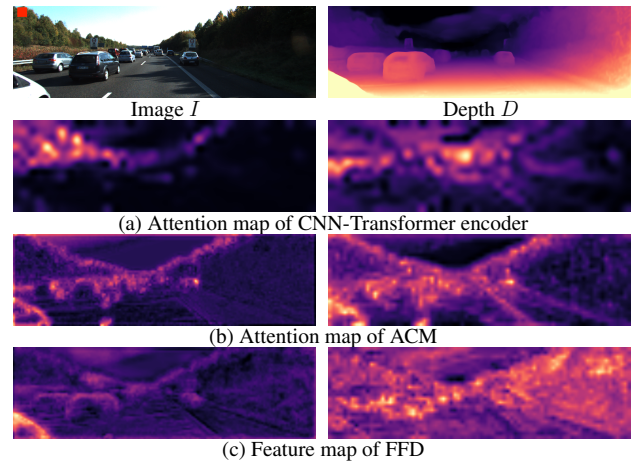 Image I
Depth D
(a) Attention map of CNN-Transformer encoder
(b) Attention map of ACM
(c) Feature map of FFD